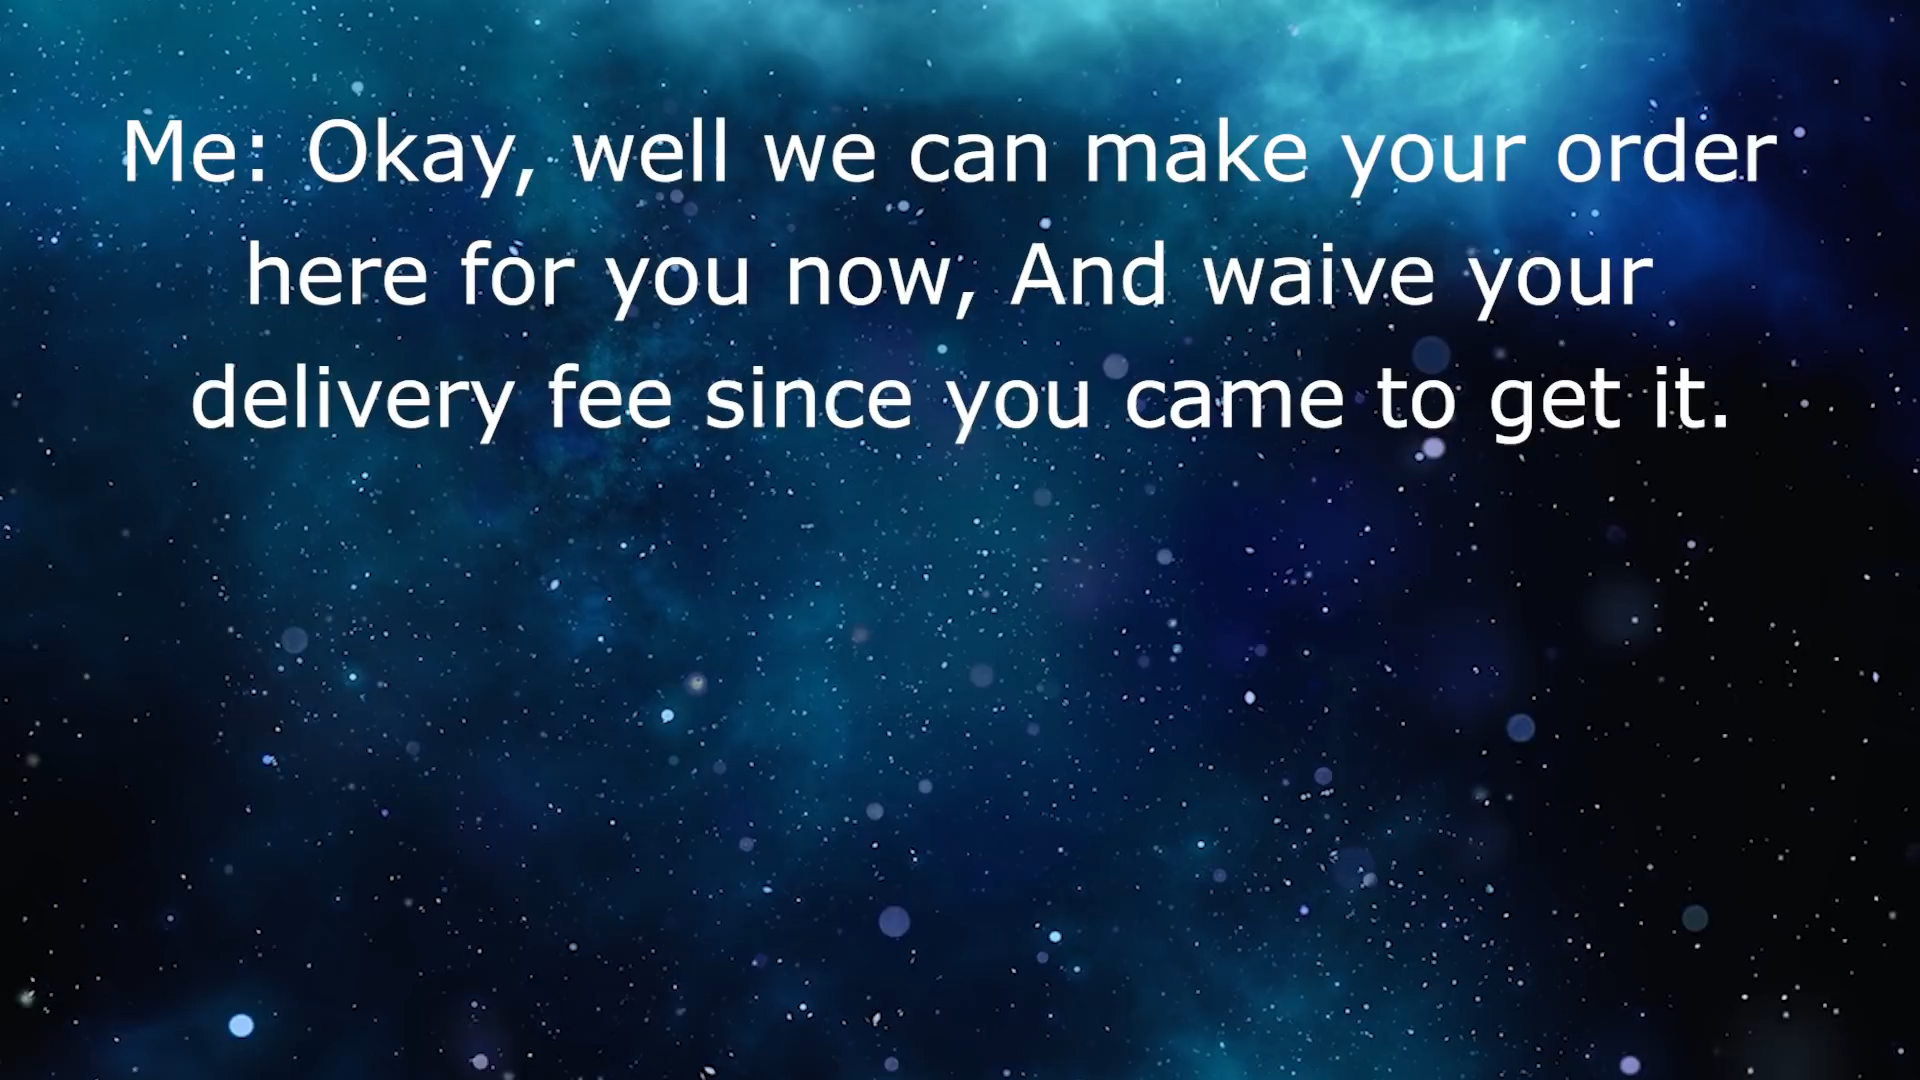 Me: Okay, well we can make your order
here for you now, And waive your
delivery fee since you came to get it.